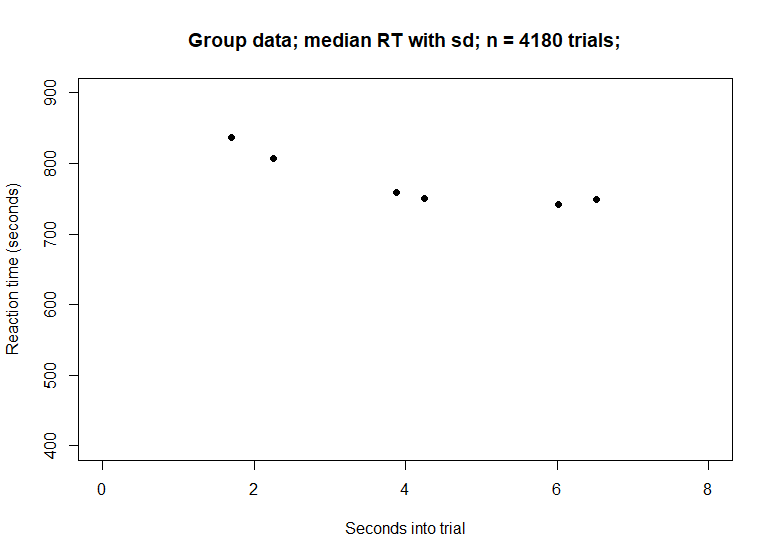 Group data; median RT with sd; n = 4180 trials;
Reaction time (seconds)
900
800
700
600
500
400
0 2 4 6 8
Seconds into trial